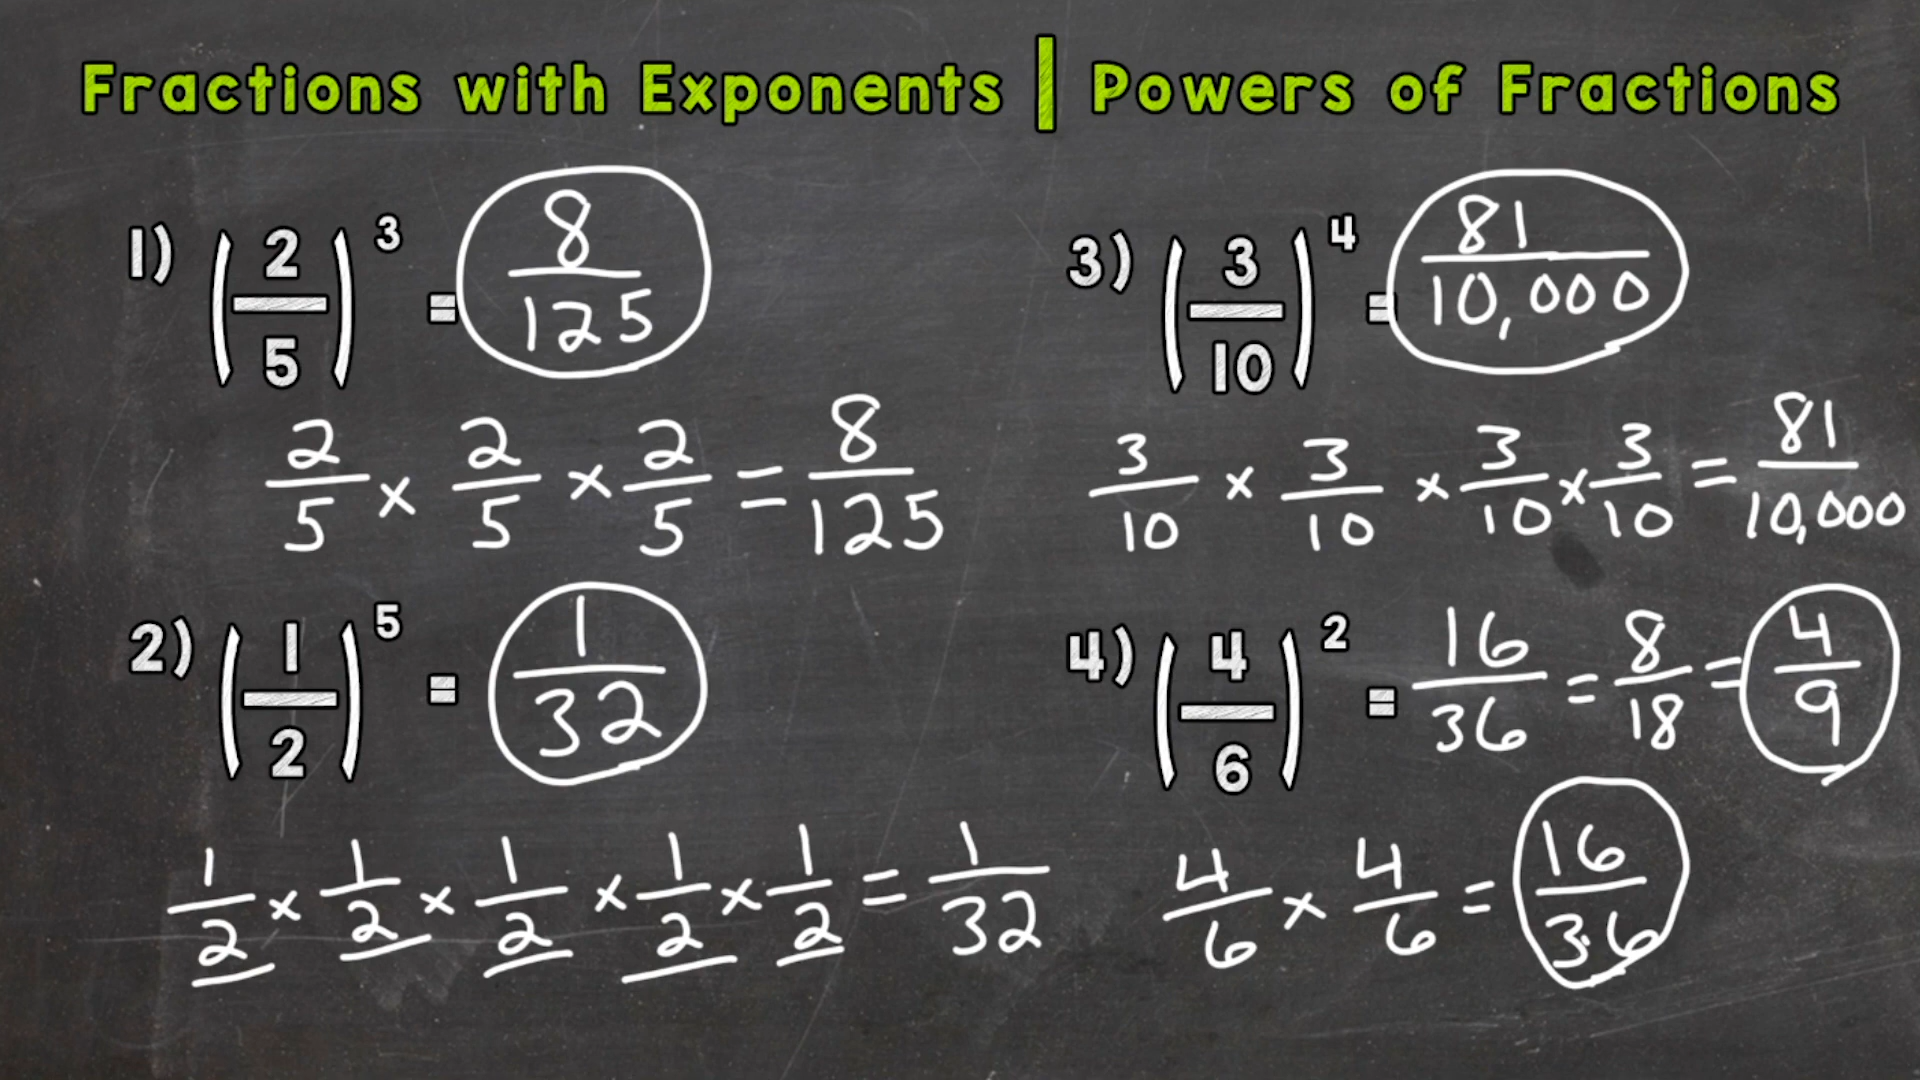 Fractions with Exponents | Powers of Fractions
1) (2/5)^3 = 8/125
2/5 x 2/5 x 2/5 = 8/125
2) (1/2)^5 = 1/32
1/2 x 1/2 x 1/2 x 1/2 x 1/2 = 1/32
3) (3/10)^4 = 81/10,000
3/10 x 3/10 x 3/10 x 3/10 = 81/10,000
4) (4/6)^2 = 16/36 = 8/18 = 4/9
4/6 x 4/6 = 16/36